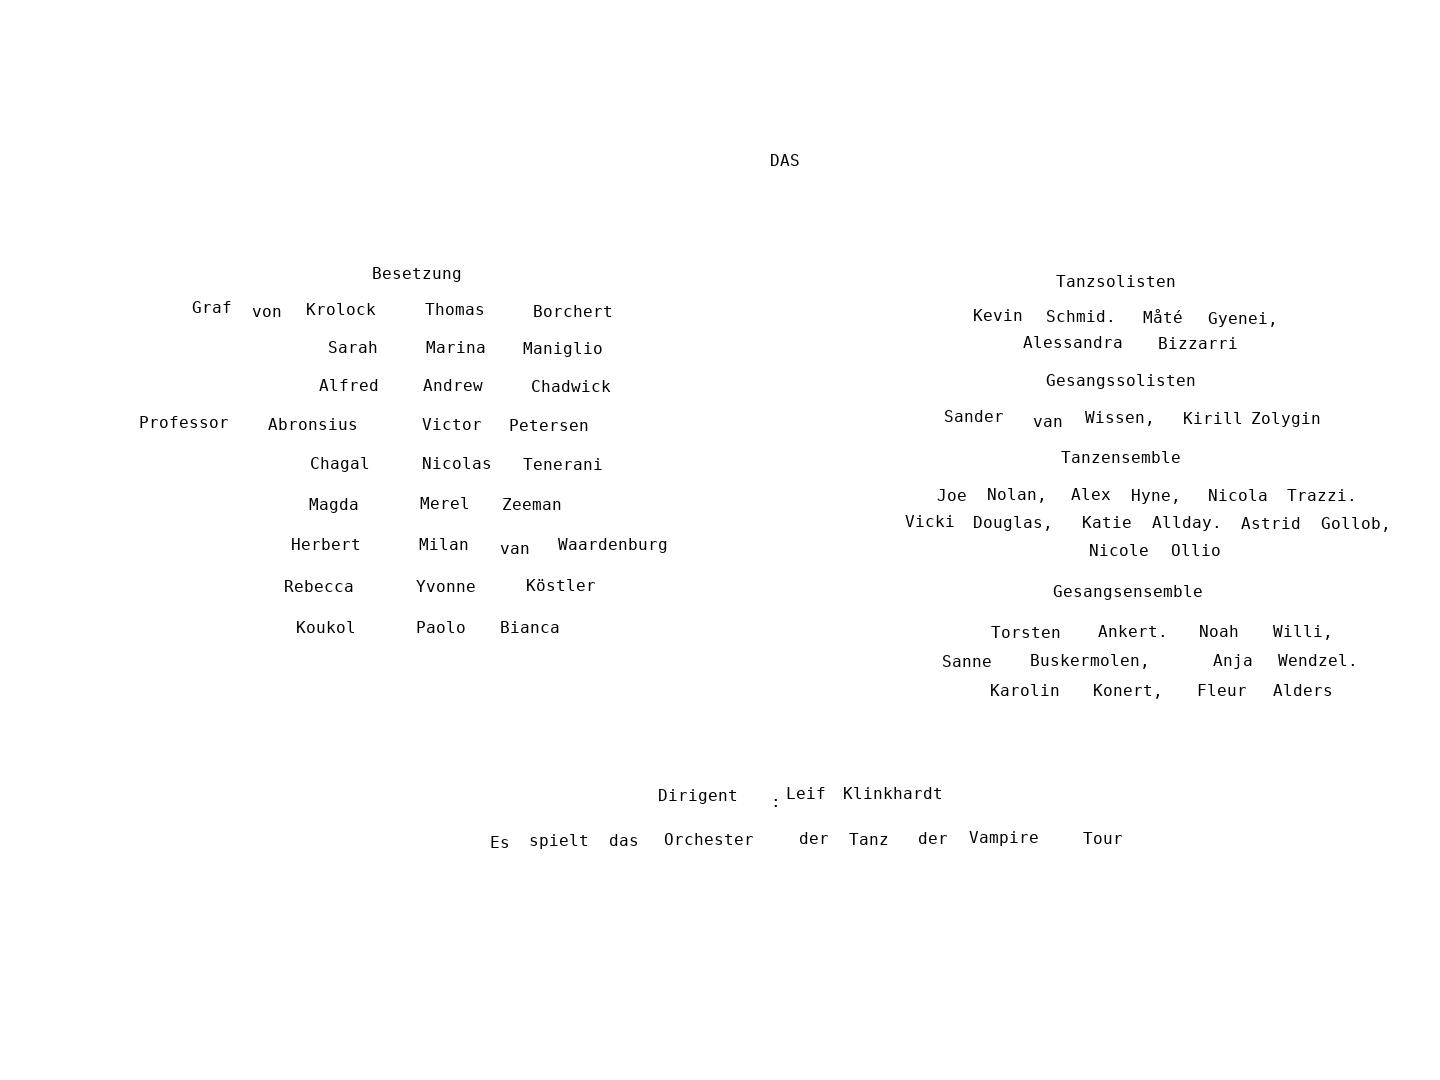 DAS
Besetzung
Graf von Krolock Thomas Borchert
Sarah Marina Maniglio
Alfred Andrew Chadwick
Professor Abronsius Victor Petersen
Chagal Nicolas Tenerani
Magda Merel Zeeman
Herbert Milan van Waardenburg
Rebecca Yvonne Köstler
Koukol Paolo Bianca
Tanzsolisten
Kevin Schmid. Måté Gyenei,
Alessandra Bizzarri
Gesangssolisten
Sander van Wissen, Kirill Zolygin
Tanzensemble
Joe Nolan, Alex Hyne, Nicola Trazzi.
Vicki Douglas, Katie Allday. Astrid Gollob,
Nicole Ollio
Gesangsensemble
Torsten Ankert. Noah Willi,
Sanne Buskermolen, Anja Wendzel.
Karolin Konert, Fleur Alders
Dirigent : Leif Klinkhardt
Es spielt das Orchester der Tanz der Vampire Tour